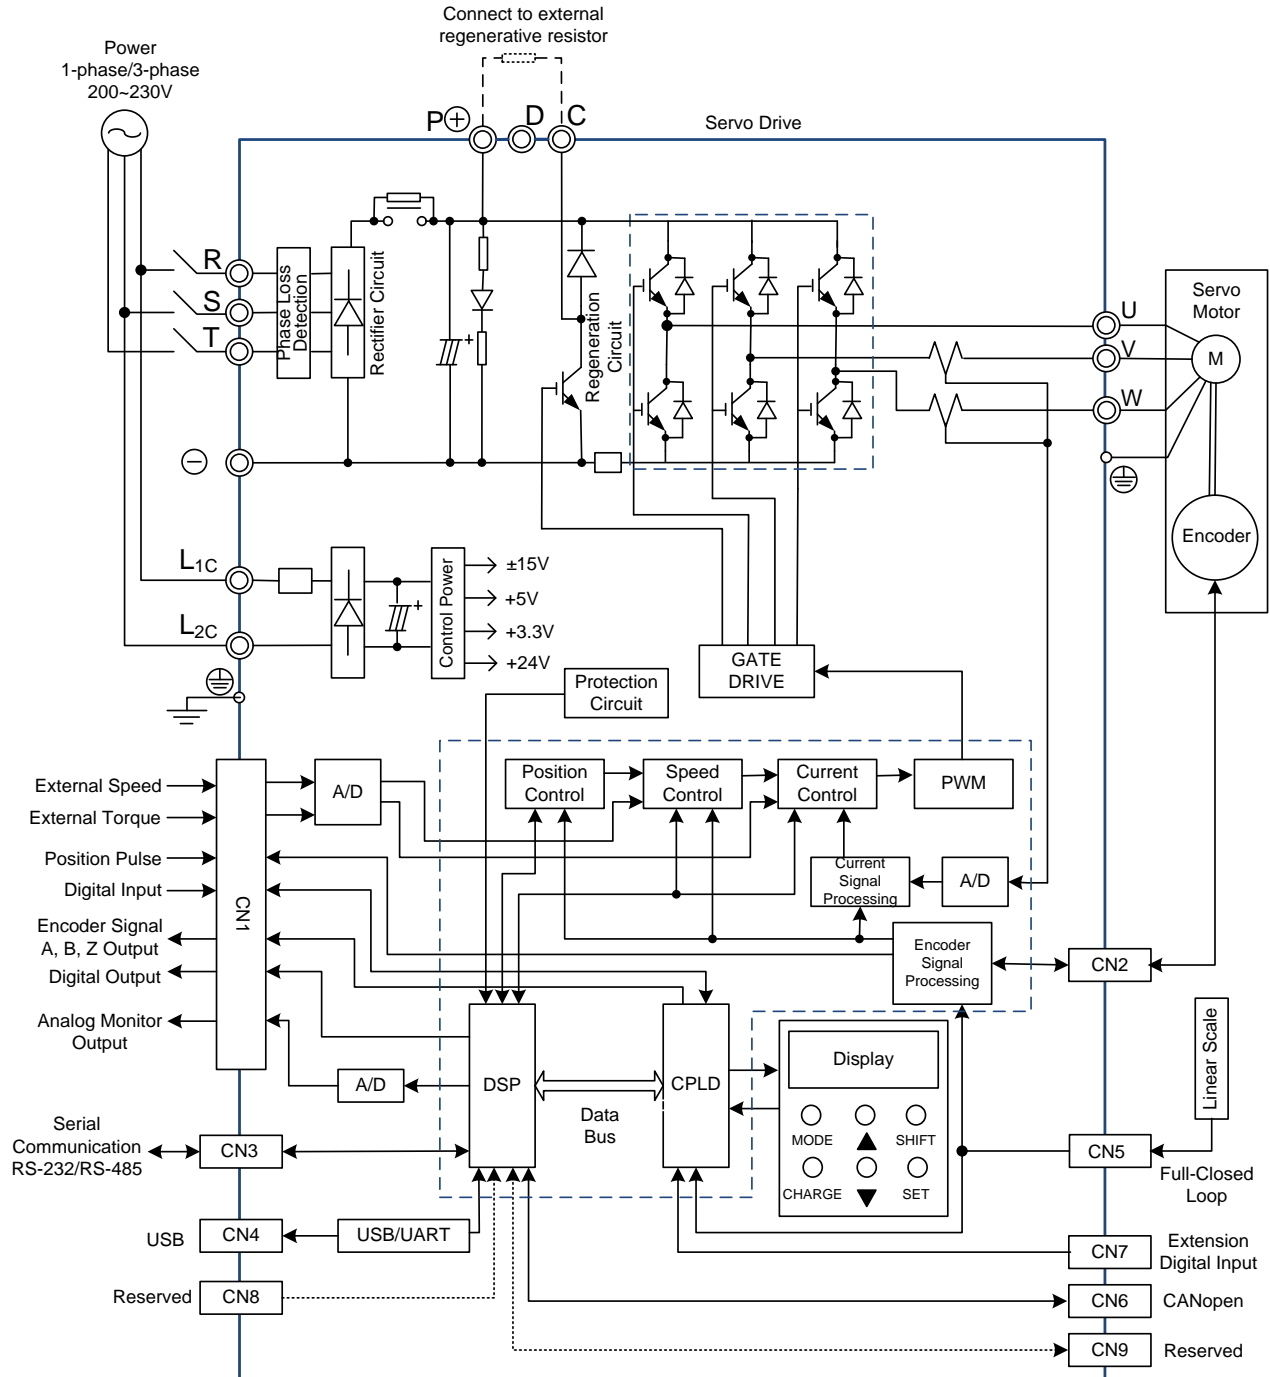 Connect to external
regenerative resistor
Power
1-phase/3-phase
200~230V
P
D
C
Servo Drive
R
S
T
Phase Loss
Detection
Rectifier Circuit
+
Regeneration
Circuit
U
V
W
Servo
Motor
M
Encoder
L1C
L2C
+
Control Power
±15V
+5V
+3.3V
+24V
GATE
DRIVE
Protection
Circuit
External Speed
External Torque
Position Pulse
Digital Input
Encoder Signal
A, B, Z Output
Digital Output
Analog Monitor
Output
CN1
A/D
Position
Control
Speed
Control
Current
Control
PWM
Current
Signal
Processing
A/D
Encoder
Signal
Processing
CN2
A/D
DSP
Data
Bus
CPLD
Display
MODE
SHIFT
CHARGE
SET
Linear Scale
Serial
Communication
RS-232/RS-485
CN3
CN5
Full-Closed
Loop
USB
CN4
USB/UART
CN7
Extension
Digital Input
Reserved
CN8
CN6
CANopen
CN9
Reserved